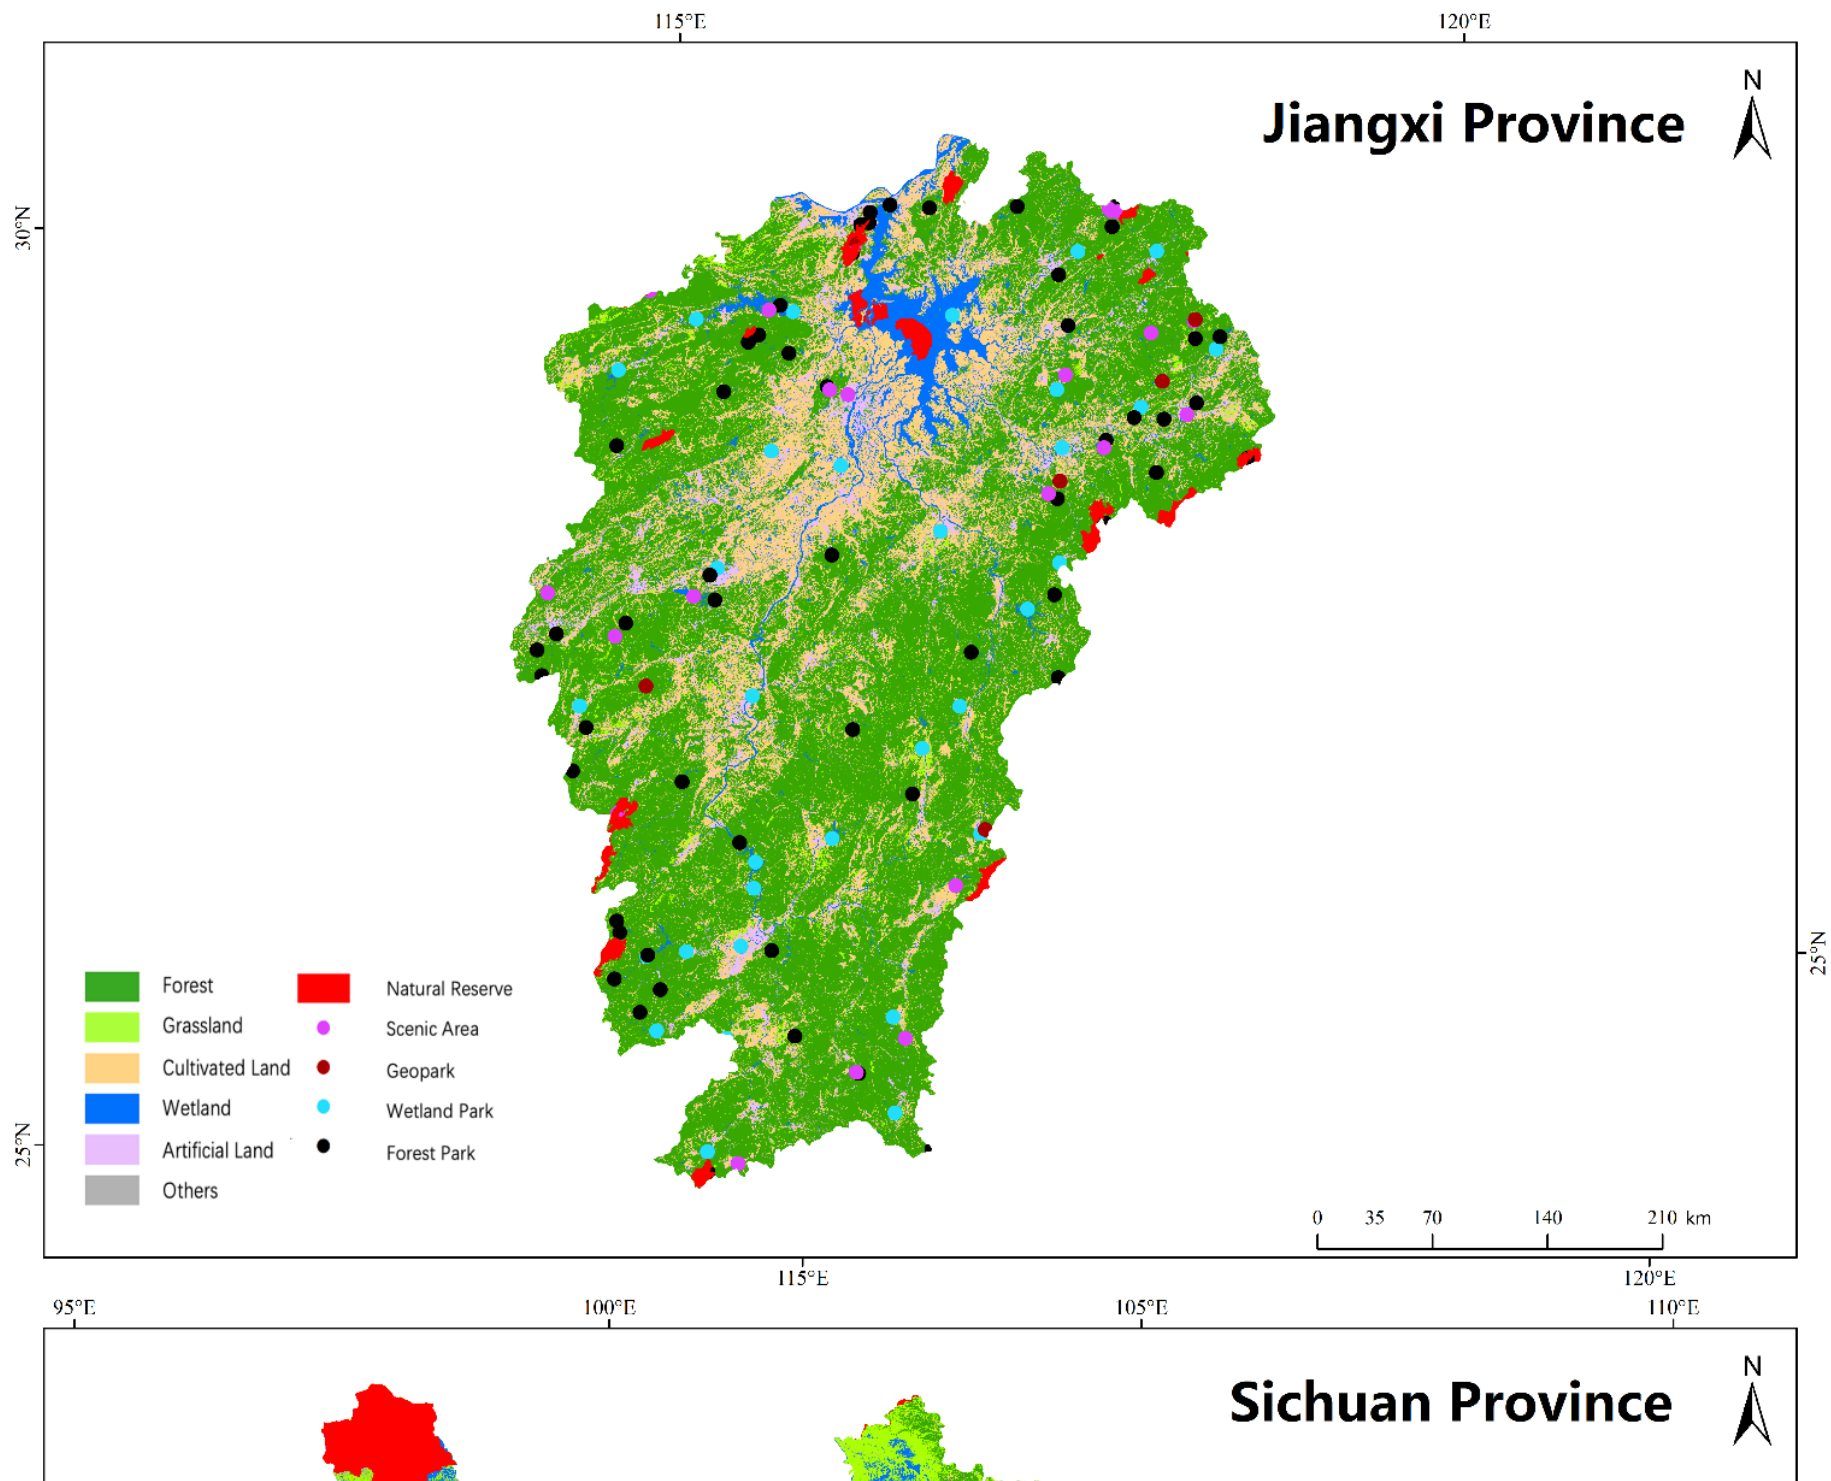 115°E 120°E
N
Jiangxi Province
30°N
25°N
Forest Natural Reserve
Grassland Scenic Area
Cultivated Land Geopark
Wetland Wetland Park
Artificial Land Forest Park
25°N
Others
0 35 70 140 210 km
115°E 120°E
95°E 100°E 105°E 110°E
N
Sichuan Province